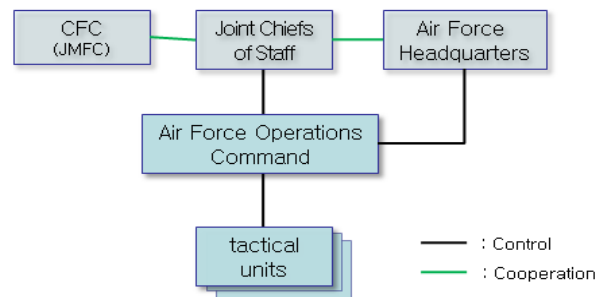 CFC
(JMFC)
Joint Chiefs
of Staff
Air Force
Headquarters
Air Force Operations
Command
tactical
units
: Control
: Cooperation